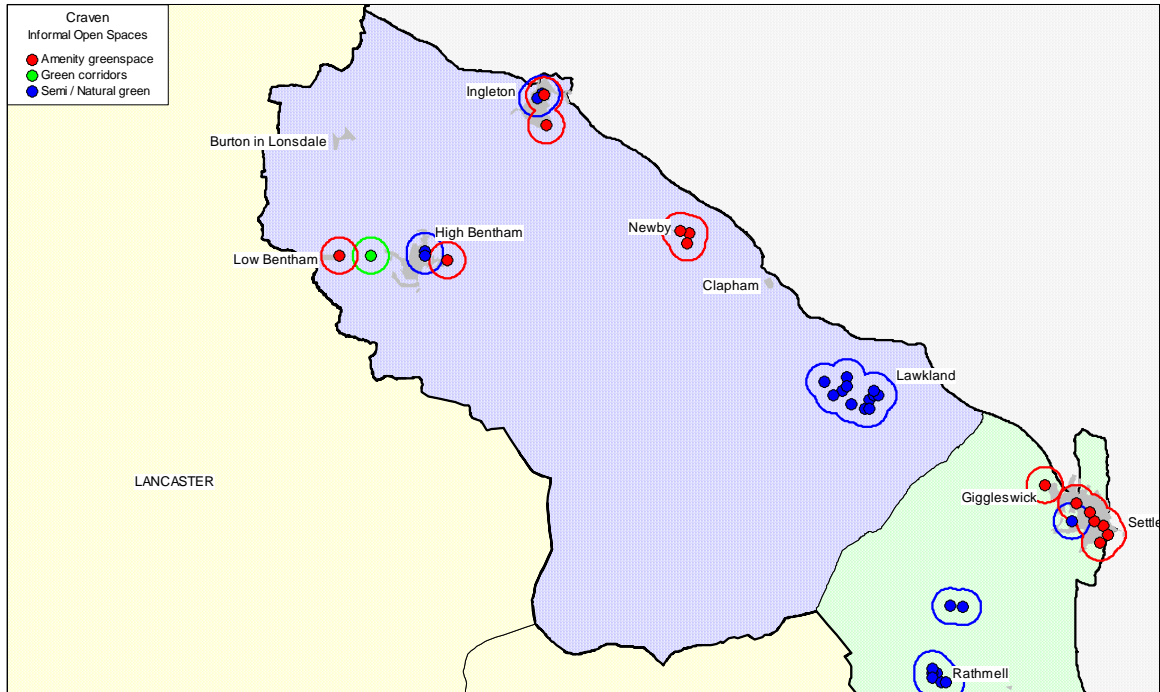 Craven
Informal Open Spaces
Amenity greenspace
Green corridors
Semi / Natural green
Ingleton
Burton in Lonsdale
High Bentham
Low Bentham
Newby
Clapham
Lawkland
LANCASTER
Giggleswick
Settle
Rathmell